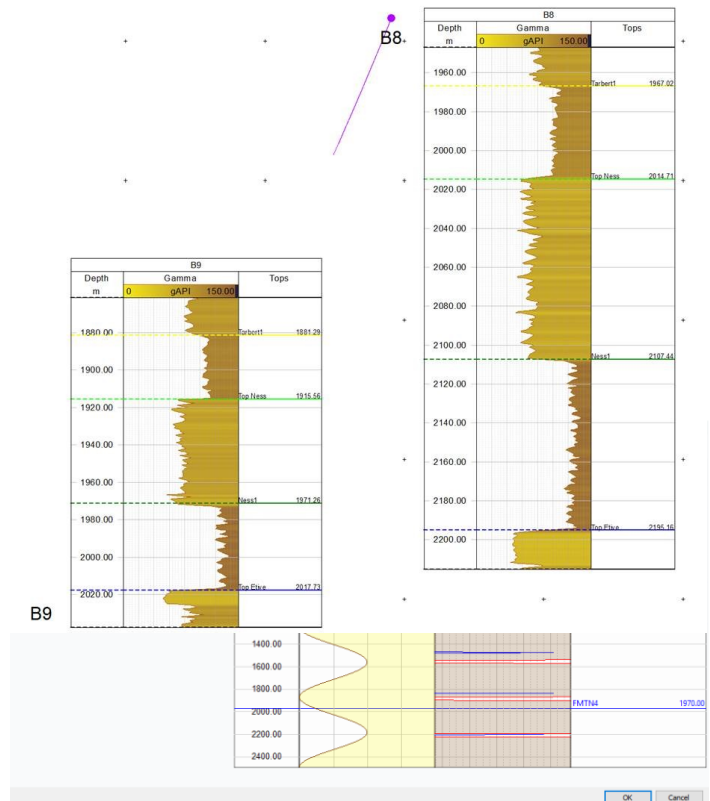 B8
B8
Depth Gamma Tops
m 0 gAPI 150.00
1960.00
Tarbert1 1967.02
1980.00
2000.00
Top Ness 2014.71
2020.00
2040.00
2060.00
2080.00
2100.00
Ness1 2107.44
2120.00
2140.00
2160.00
2180.00
Top Etive 2195.16
2200.00
B9
Depth Gamma Tops
m 0 gAPI 150.00
1880.00 Tarbert1 1881.29
1900.00
Top Ness 1915.56
1920.00
1940.00
1960.00
Ness1 1971.26
1980.00
2000.00
Top Etive 2017.73
2020.00
B9
1400.00
1600.00
1800.00
FMTN4 1970.00
2000.00
2200.00
2400.00
OK Cancel